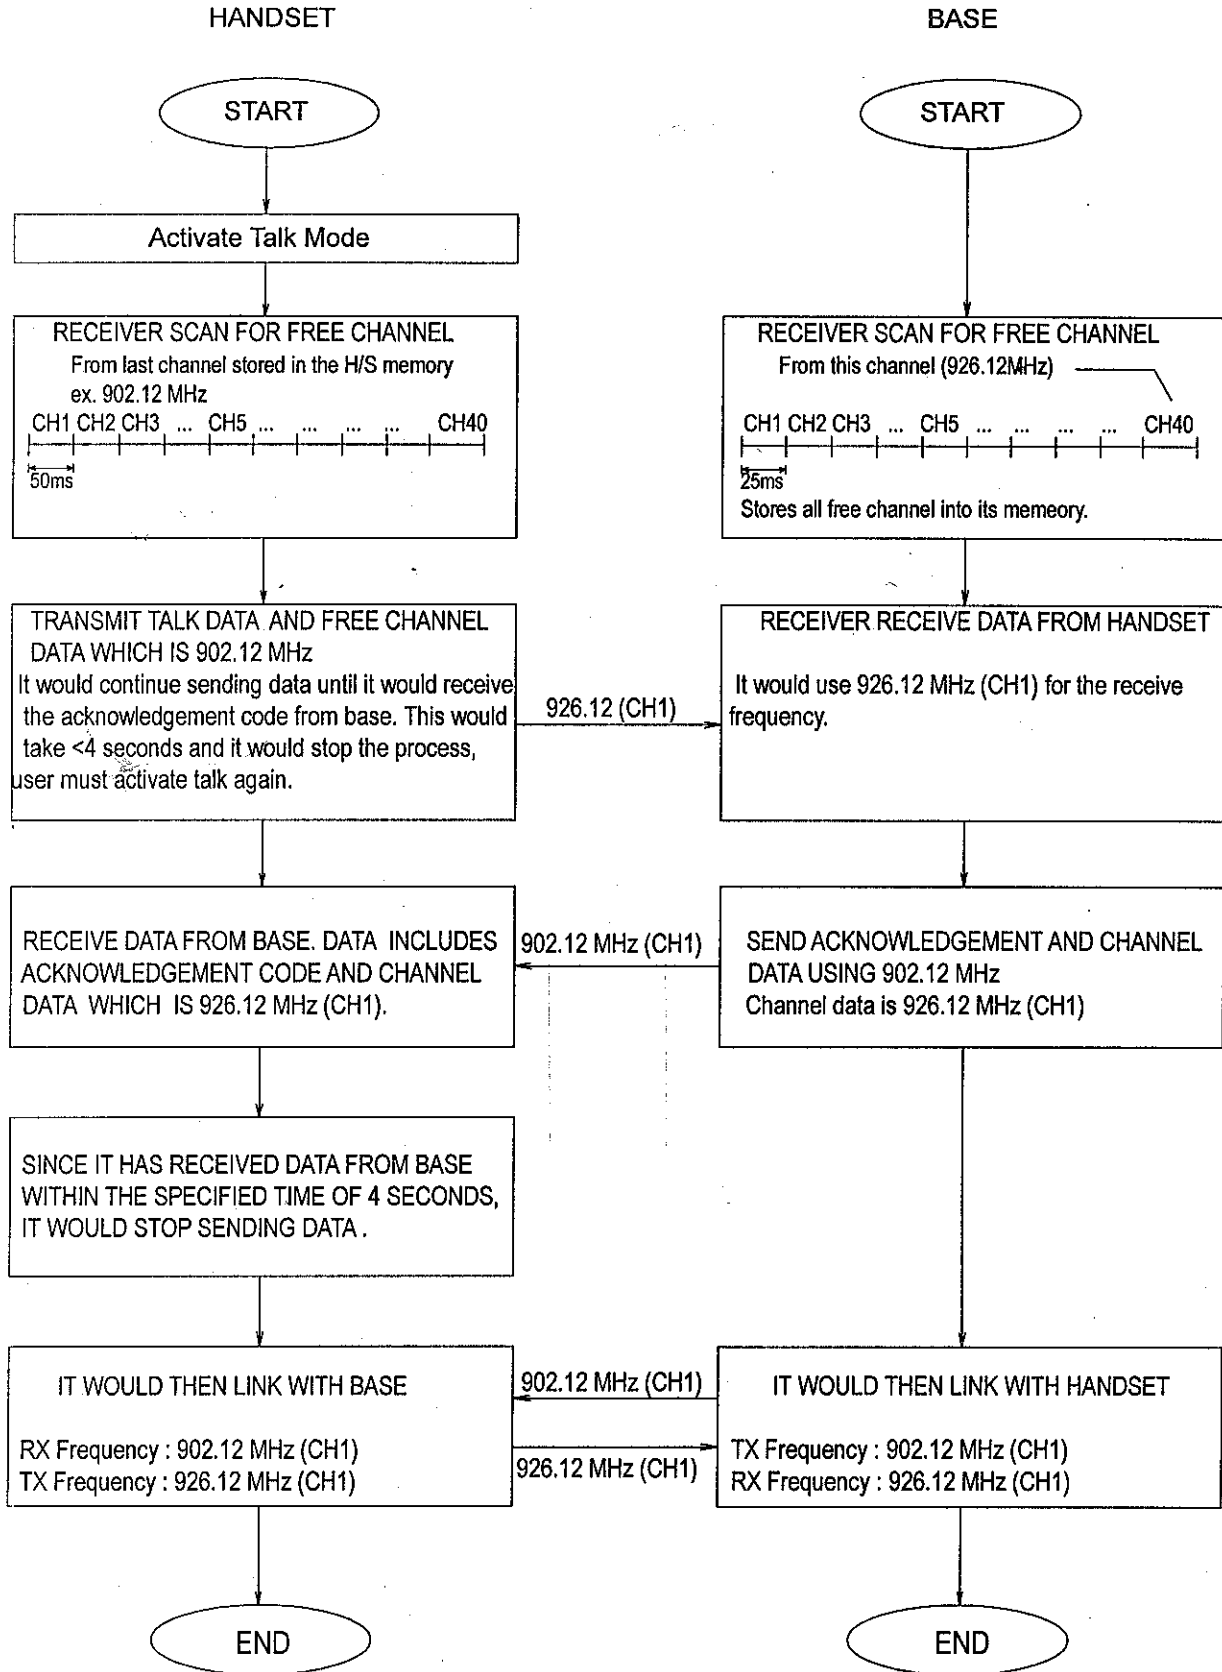 HANDSET
BASE
START
START
Activate Talk Mode
RECEIVER SCAN FOR FREE CHANNEL
From last channel stored in the H/S memory
ex. 902.12 MHz
CH1 CH2 CH3 ... CH5 ... ... ... ... CH40
50ms
RECEIVER SCAN FOR FREE CHANNEL
From this channel (926.12MHz)
CH1 CH2 CH3 ... CH5 ... ... ... ... CH40
25ms
Stores all free channel into its memeory.
TRANSMIT TALK DATA AND FREE CHANNEL
DATA WHICH IS 902.12 MHz
It would continue sending data until it would receive
the acknowledgement code from base. This would
take <4 seconds and it would stop the process,
user must activate talk again.
926.12 (CH1)
RECEIVER RECEIVE DATA FROM HANDSET
It would use 926.12 MHz (CH1) for the receive
frequency.
RECEIVE DATA FROM BASE. DATA INCLUDES
ACKNOWLEDGEMENT CODE AND CHANNEL
DATA WHICH IS 926.12 MHz (CH1).
902.12 MHz (CH1)
SEND ACKNOWLEDGEMENT AND CHANNEL
DATA USING 902.12 MHz
Channel data is 926.12 MHz (CH1)
SINCE IT HAS RECEIVED DATA FROM BASE
WITHIN THE SPECIFIED TIME OF 4 SECONDS,
IT WOULD STOP SENDING DATA .
IT WOULD THEN LINK WITH BASE
RX Frequency : 902.12 MHz (CH1)
TX Frequency : 926.12 MHz (CH1)
902.12 MHz (CH1)
926.12 MHz (CH1)
IT WOULD THEN LINK WITH HANDSET
TX Frequency : 902.12 MHz (CH1)
RX Frequency : 926.12 MHz (CH1)
END
END